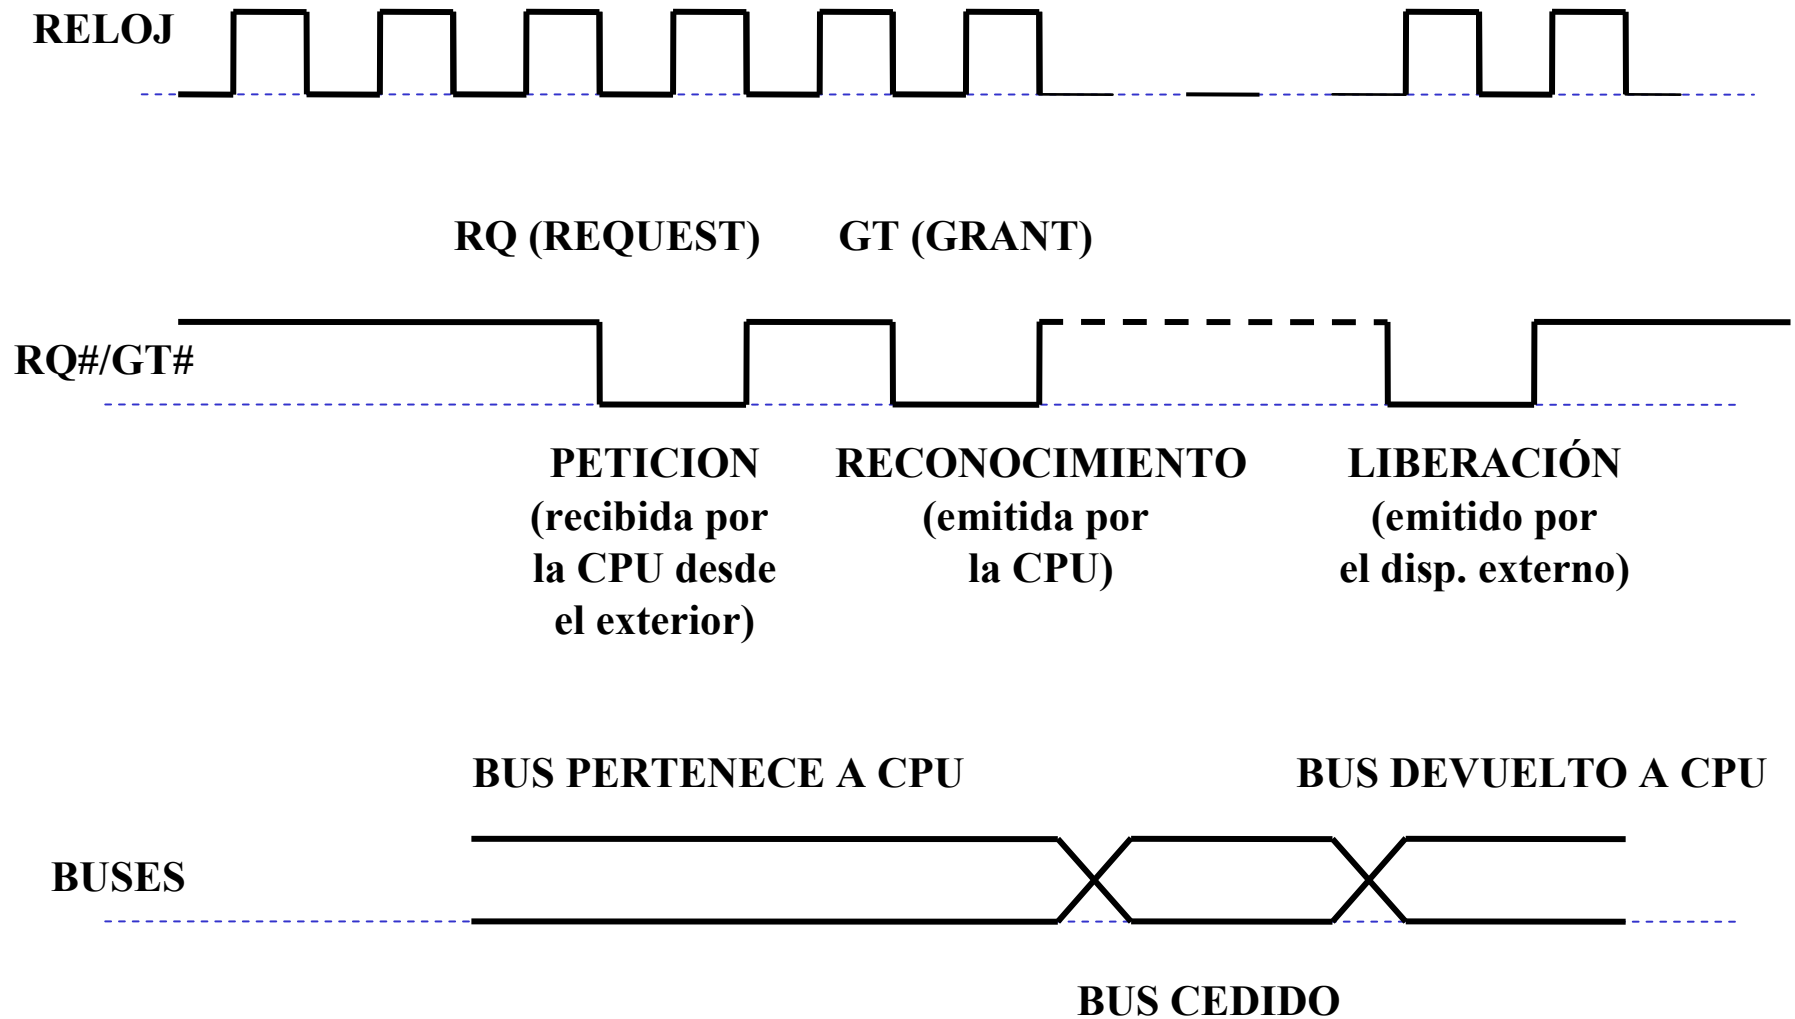 RELOJ
RQ (REQUEST)
GT (GRANT)
RQ#/GT#
PETICION
(recibida por
la CPU desde
el exterior)
RECONOCIMIENTO
(emitida por
la CPU)
LIBERACIÓN
(emitido por
el disp. externo)
BUS PERTENECE A CPU
BUS DEVUELTO A CPU
BUSES
BUS CEDIDO